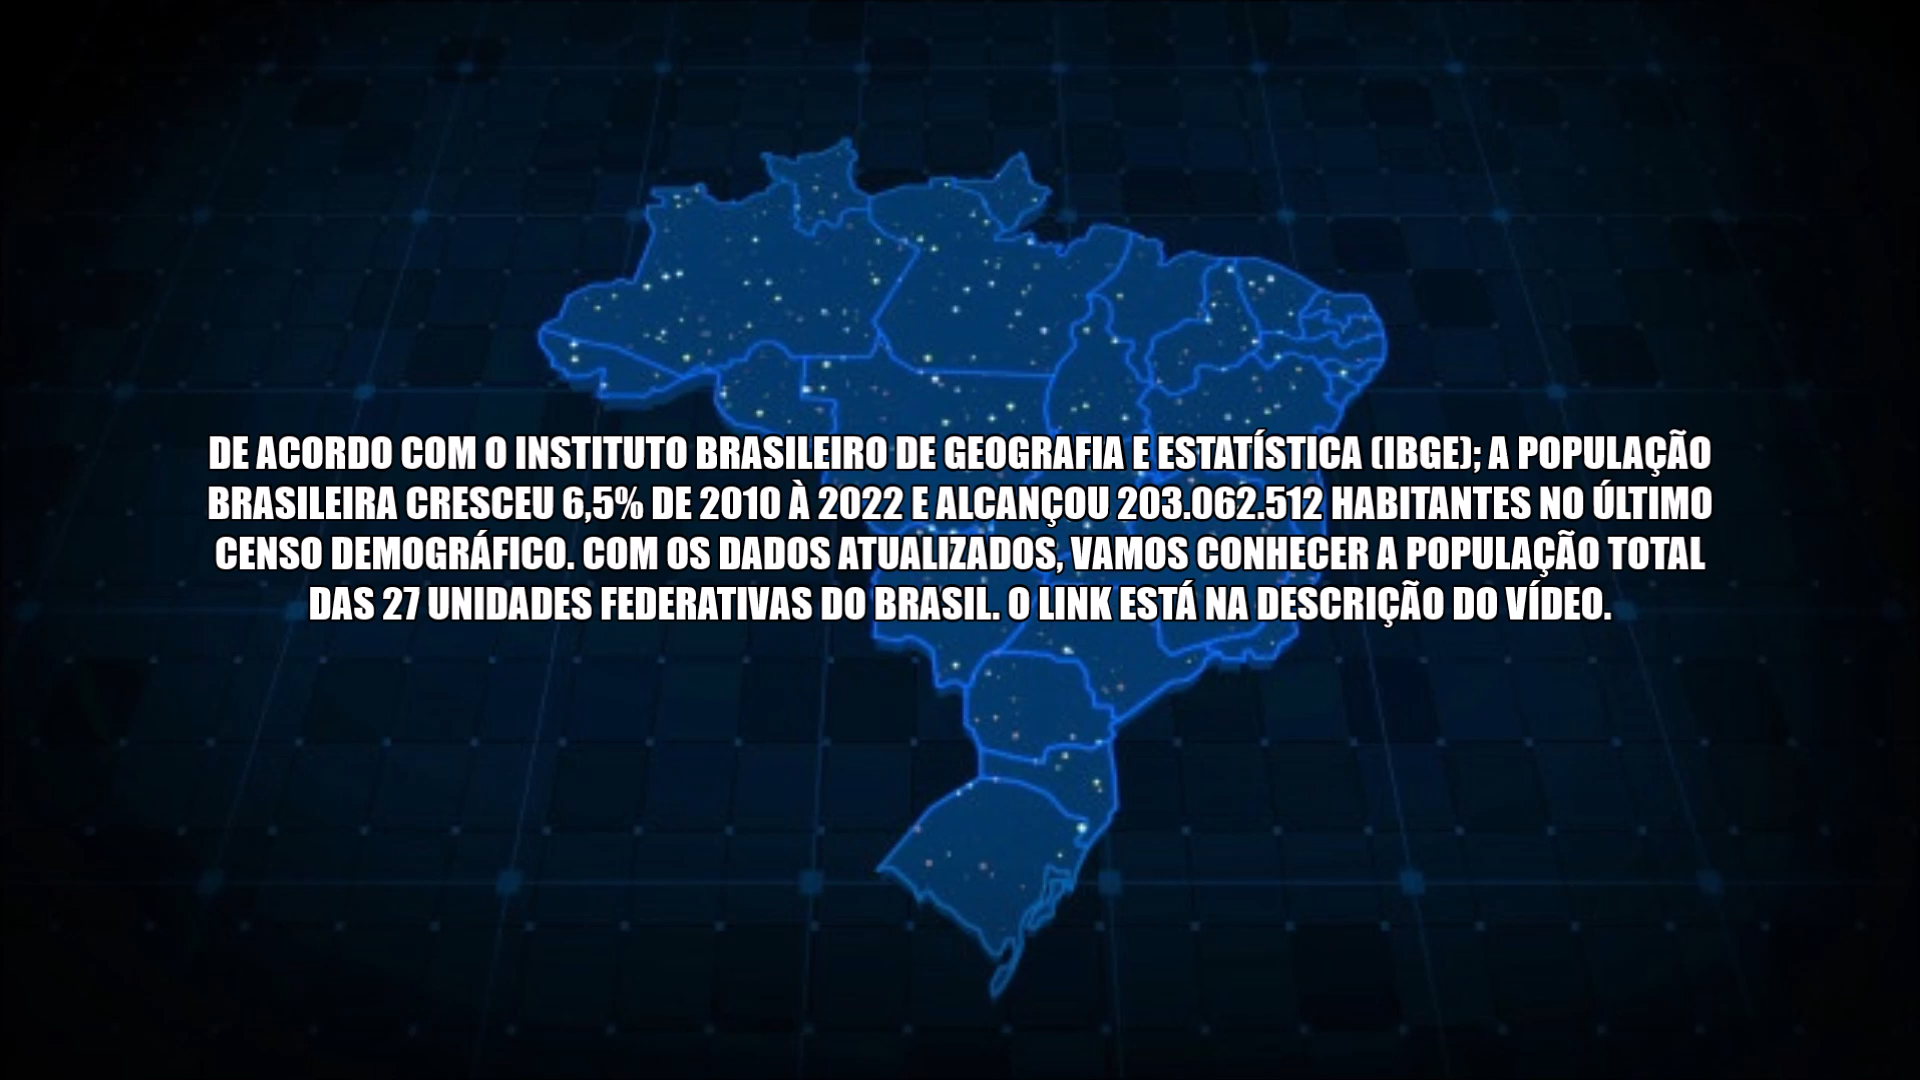 DE ACORDO COM O INSTITUTO BRASILEIRO DE GEOGRAFIA E ESTATÍSTICA (IBGE); A POPULAÇÃO
BRASILEIRA CRESCEU 6,5% DE 2010 À 2022 E ALCANÇOU 203.062.512 HABITANTES NO ÚLTIMO
CENSO DEMOGRÁFICO. COM OS DADOS ATUALIZADOS, VAMOS CONHECER A POPULAÇÃO TOTAL
DAS 27 UNIDADES FEDERATIVAS DO BRASIL. O LINK ESTÁ NA DESCRIÇÃO DO VÍDEO.